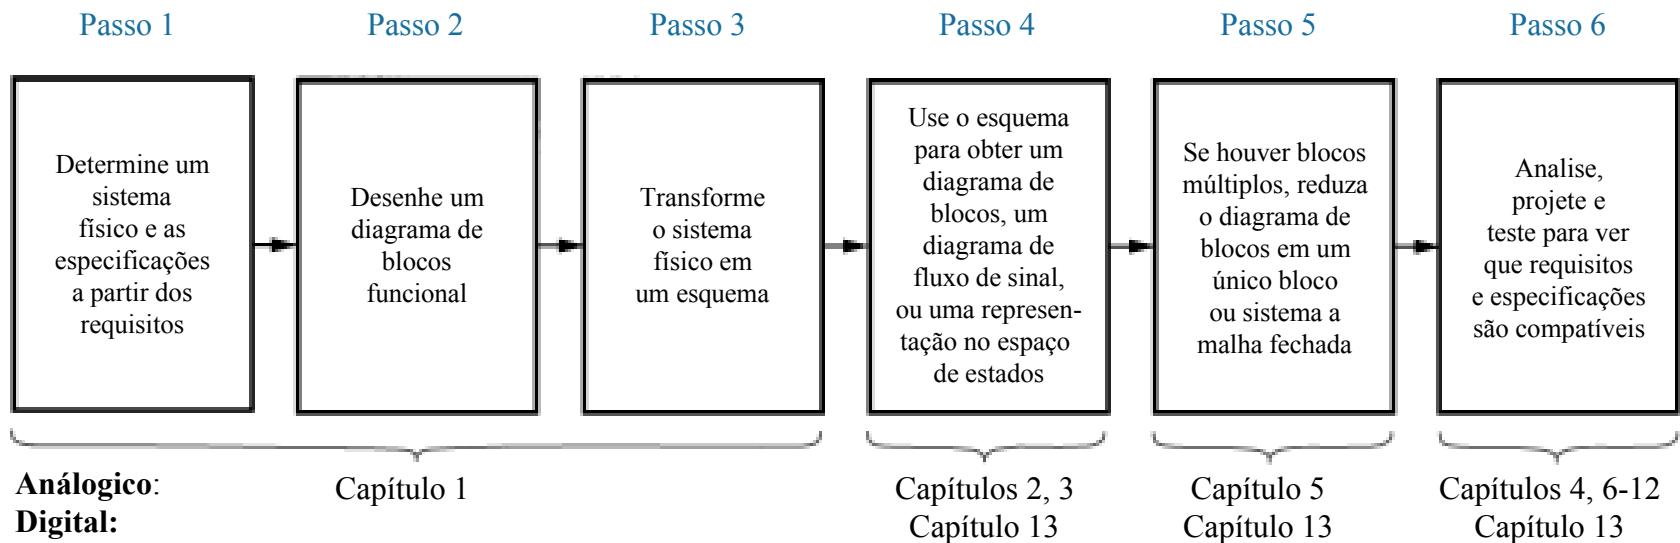 Passo 1
Passo 2
Passo 3
Passo 4
Passo 5
Passo 6
Determine um
sistema
físico e as
especificações
a partir dos
requisitos
Desenhe um
diagrama de
blocos
funcional
Transforme
o sistema
físico em
um esquema
Use o esquema
para obter um
diagrama de
blocos, um
diagrama de
fluxo de sinal,
ou uma represen-
tação no espaço
de estados
Se houver blocos
múltiplos, reduza
o diagrama de
blocos em um
único bloco
ou sistema a
malha fechada
Analise,
projete e
teste para ver
que requisitos
e especificações
são compatíveis
Análogico:
Capítulo 1
Capítulos 2, 3
Capítulo 5
Capítulos 4, 6-12
Digital:
Capítulo 13
Capítulo 13
Capítulo 13